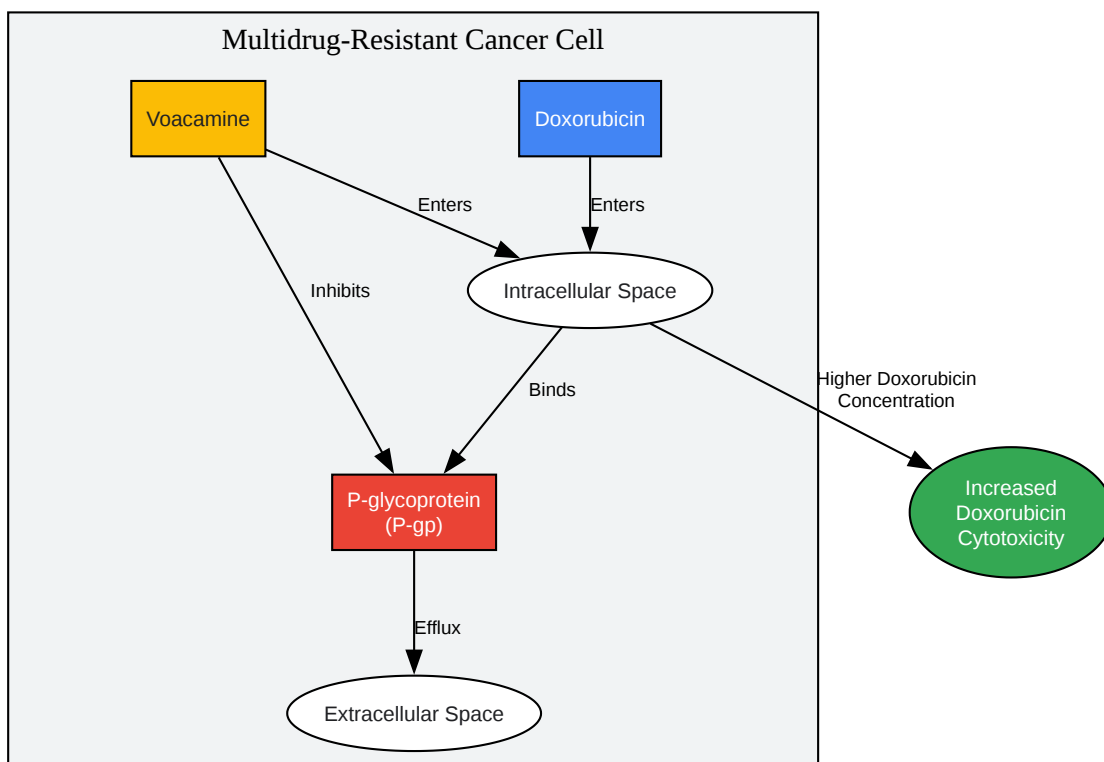 Multidrug-Resistant Cancer Cell
Voacamine
Doxorubicin
Enters
Enters
Intracellular Space
Inhibits
Binds
Higher Doxorubicin
Concentration
P-glycoprotein
(P-gp)
Increased
Doxorubicin
Cytotoxicity
Efflux
Extracellular Space